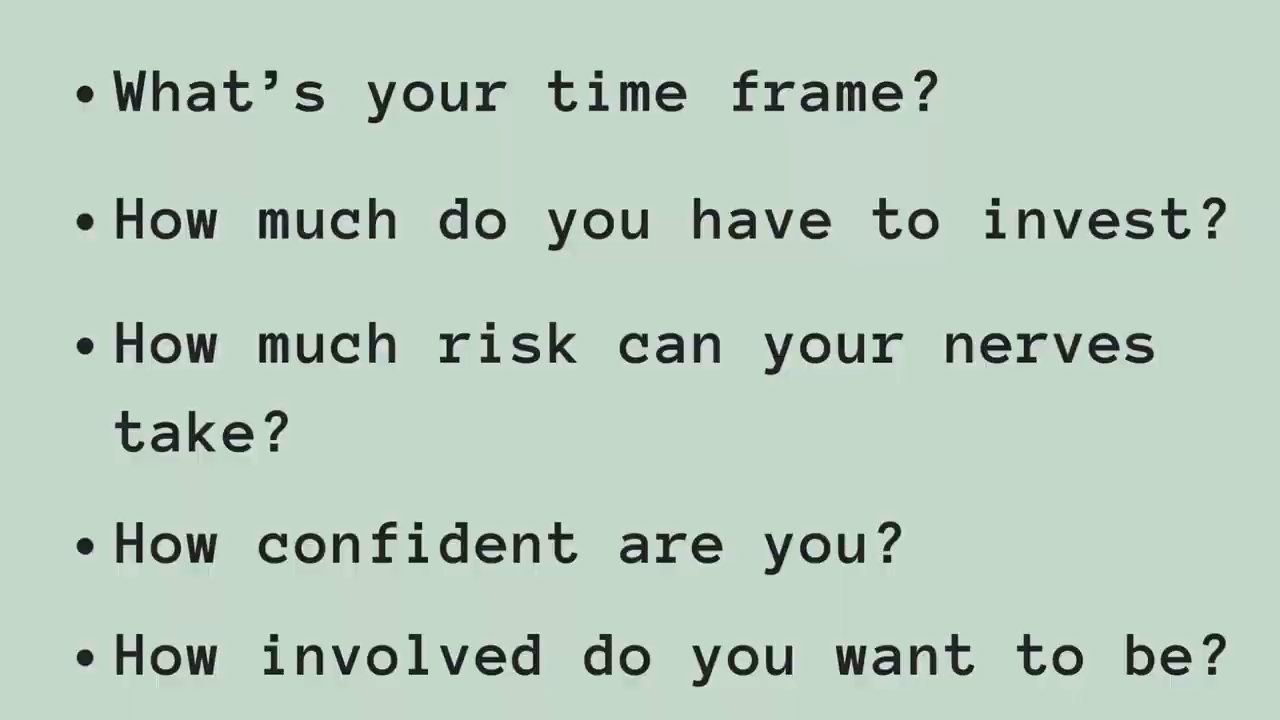 • What’s your time frame?
• How much do you have to invest?
• How much risk can your nerves
take?
• How confident are you?
• How involved do you want to be?